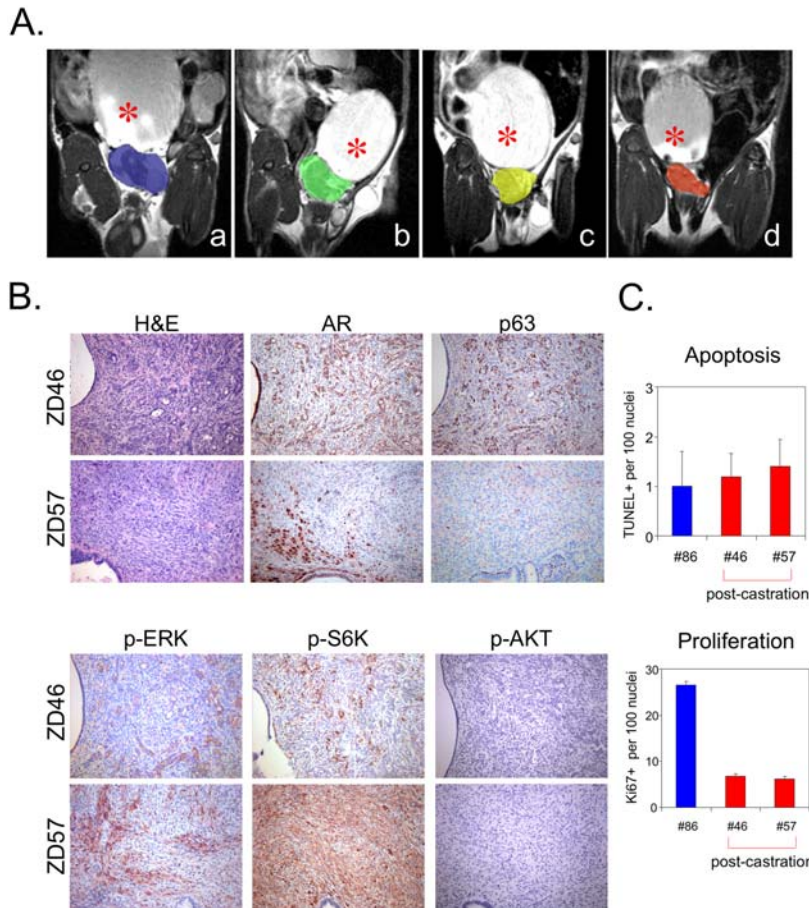 A.
* * * *
a b c d
B.
H&E AR p63
ZD46
ZD57
p-ERK p-S6K p-AKT
ZD46
ZD57
C.
Apoptosis
TUNEL+ per 100 nuclei
3
2
1
0
#86 #46 #57
post-castration
Proliferation
Ki67+ per 100 nuclei
30
20
10
0
#86 #46 #57
post-castration